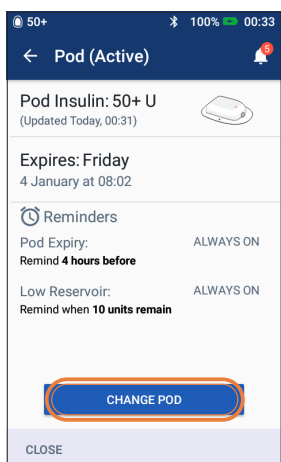 50+ 100% 00:33
Pod (Active) 5
Pod Insulin: 50+ U
(Updated Today, 00:31)
Expires: Friday
4 January at 08:02
Reminders
Pod Expiry: ALWAYS ON
Remind 4 hours before
Low Reservoir: ALWAYS ON
Remind when 10 units remain
CHANGE POD
CLOSE